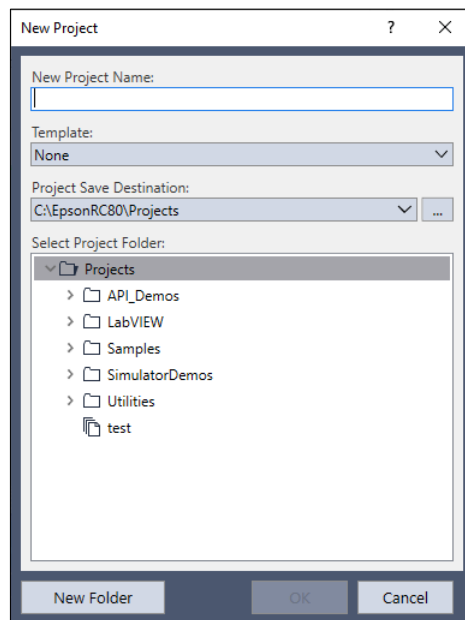 New Project ?
New Project Name:
Template:
None
Project Save Destination:
C:\EpsonRC80\Projects ...
Select Project Folder:
Projects
API_Demos
LabVIEW
Samples
SimulatorDemos
Utilities
test
New Folder OK Cancel